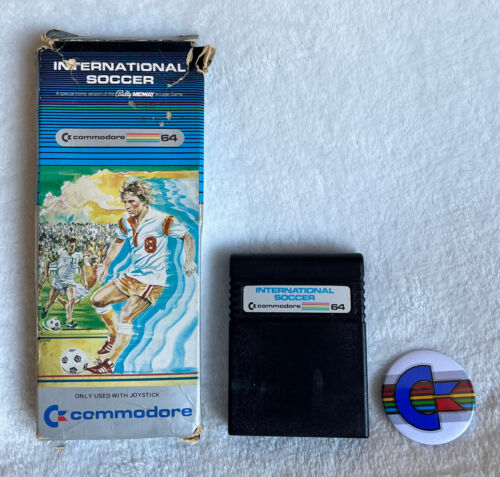 INTERNATIONAL
SOCCER
A special home version of the Bally MIDWAY Arcade Game
commodore 64
8
ONLY USED WITH JOYSTICK
commodore
INTERNATIONAL
SOCCER
commodore 64